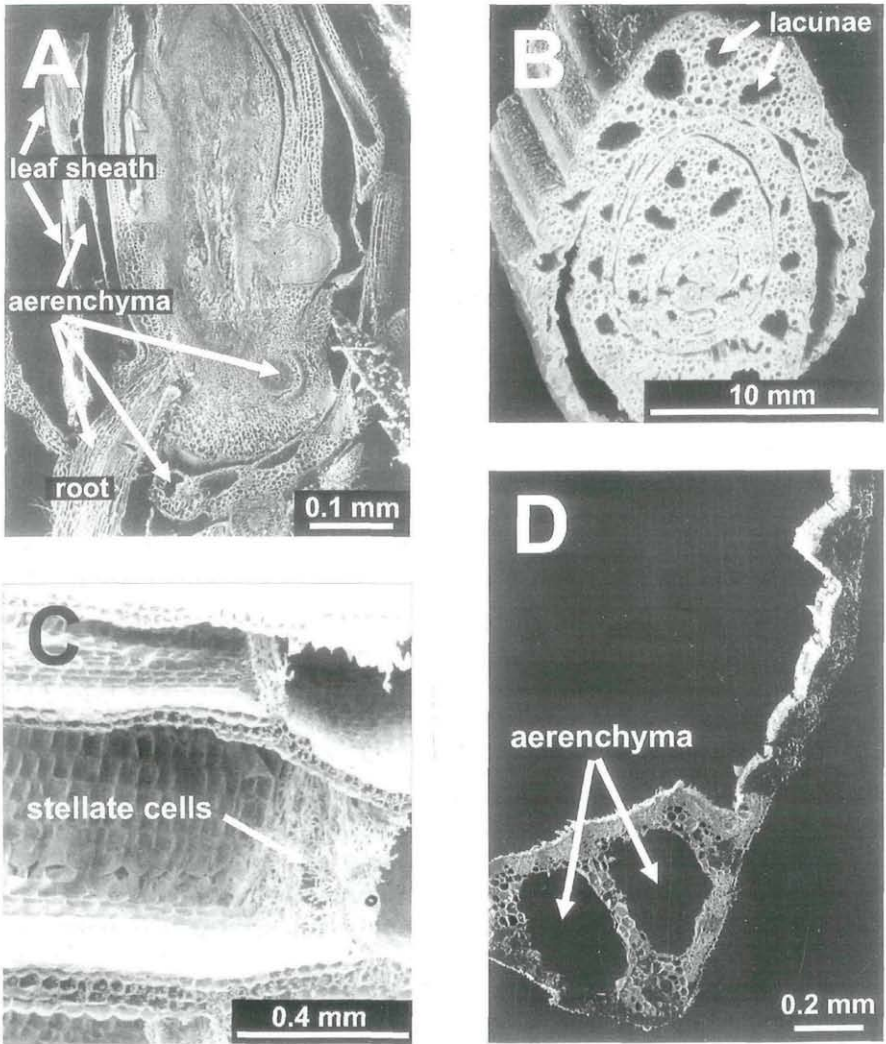 A
leaf sheath
aerenchyma
root
0.1 mm
B
lacunae
10 mm
C
stellate cells
0.4 mm
D
aerenchyma
0.2 mm